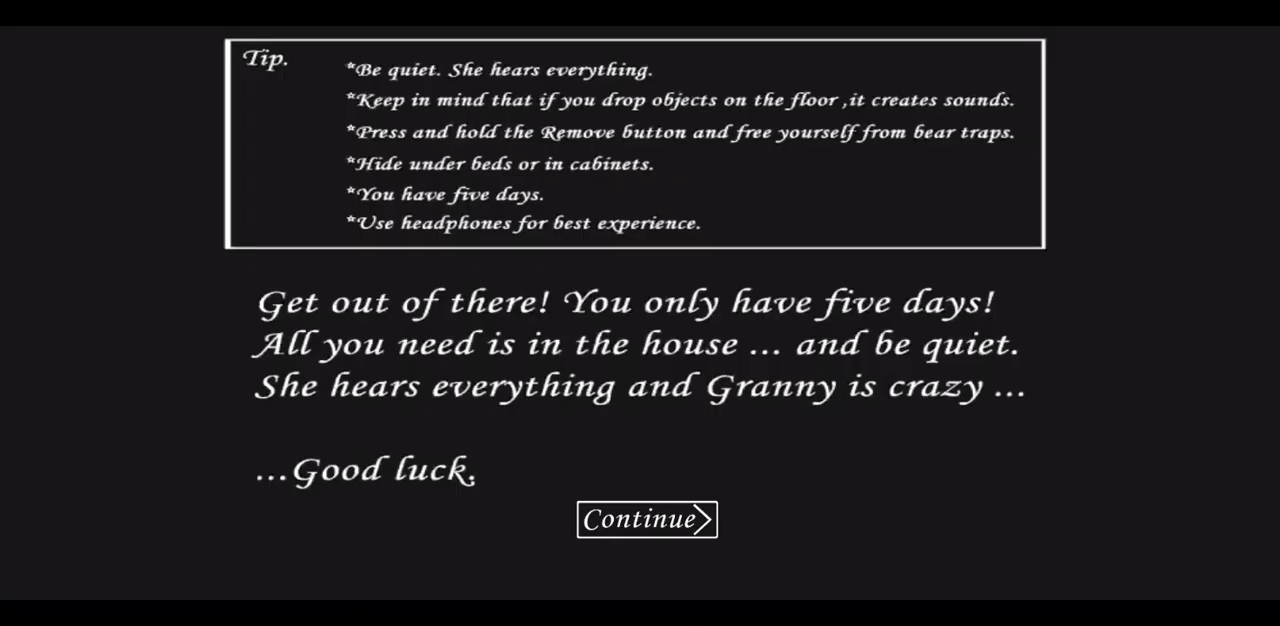 Tip.
*Be quiet. She hears everything.
*Keep in mind that if you drop objects on the floor ,it creates sounds.
*Press and hold the Remove button and free yourself from bear traps.
*Hide under beds or in cabinets.
*You have five days.
*Use headphones for best experience.
Get out of there! You only have five days!
All you need is in the house ... and be quiet.
She hears everything and Granny is crazy ...
...Good luck.
Continue